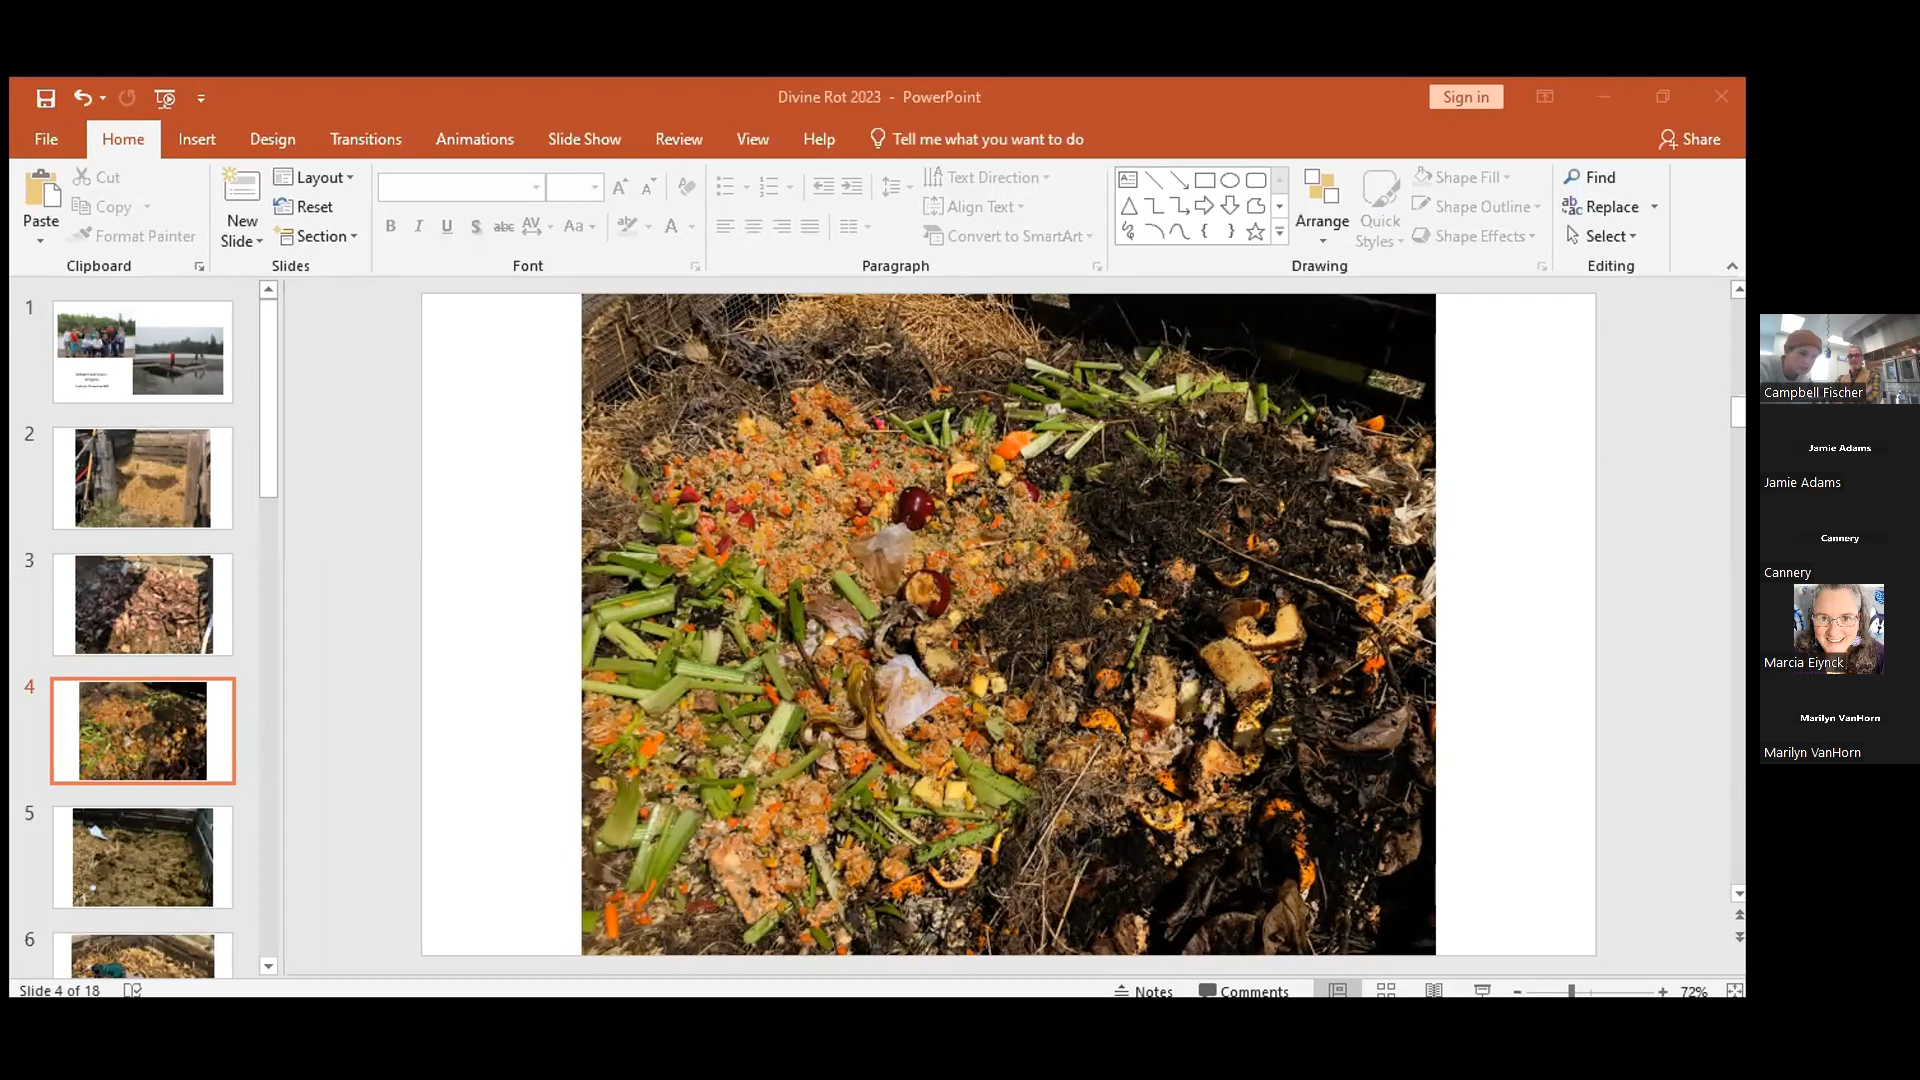 Divine Rot 2023 - PowerPoint
Sign in
File Home Insert Design Transitions Animations Slide Show Review View Help Tell me what you want to do Share
Paste
Cut
Copy
Format Painter
Clipboard
New Slide
Layout
Reset
Section
Slides
B I U S abc AV Aa A
Font
Text Direction
Align Text
Convert to SmartArt
Paragraph
Arrange
Quick Styles
Shape Fill
Shape Outline
Shape Effects
Drawing
Find
Replace
Select
Editing
1
2
3
4
5
6
Campbell Fischer
Jamie Adams
Jamie Adams
Cannery
Cannery
Marcia Eiynck
Marilyn VanHorn
Marilyn VanHorn
Slide 4 of 18
Notes
Comments
72%